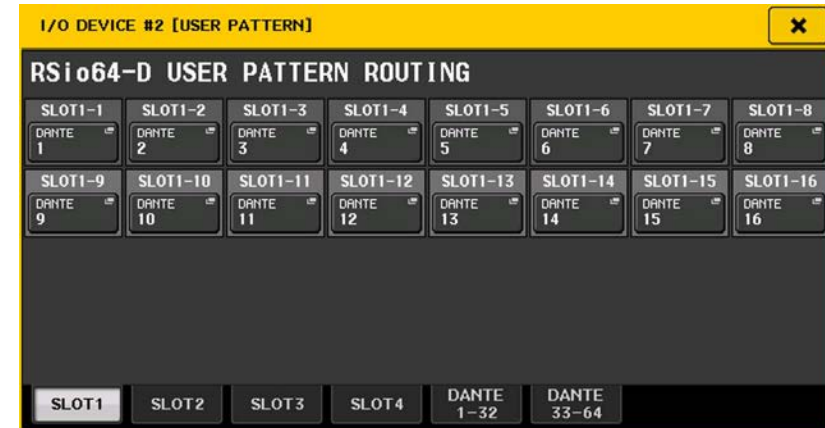 I/O DEVICE #2 [USER PATTERN]
RSio64-D USER PATTERN ROUTING
SLOT1-1 SLOT1-2 SLOT1-3 SLOT1-4 SLOT1-5 SLOT1-6 SLOT1-7 SLOT1-8
DANTE DANTE DANTE DANTE DANTE DANTE DANTE DANTE
1 2 3 4 5 6 7 8
SLOT1-9 SLOT1-10 SLOT1-11 SLOT1-12 SLOT1-13 SLOT1-14 SLOT1-15 SLOT1-16
DANTE DANTE DANTE DANTE DANTE DANTE DANTE DANTE
9 10 11 12 13 14 15 16
SLOT1 SLOT2 SLOT3 SLOT4 DANTE DANTE
1-32 33-64